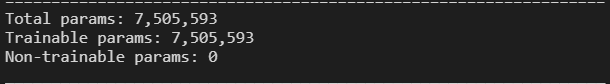 Total params: 7,505,593
Trainable params: 7,505,593
Non-trainable params: 0